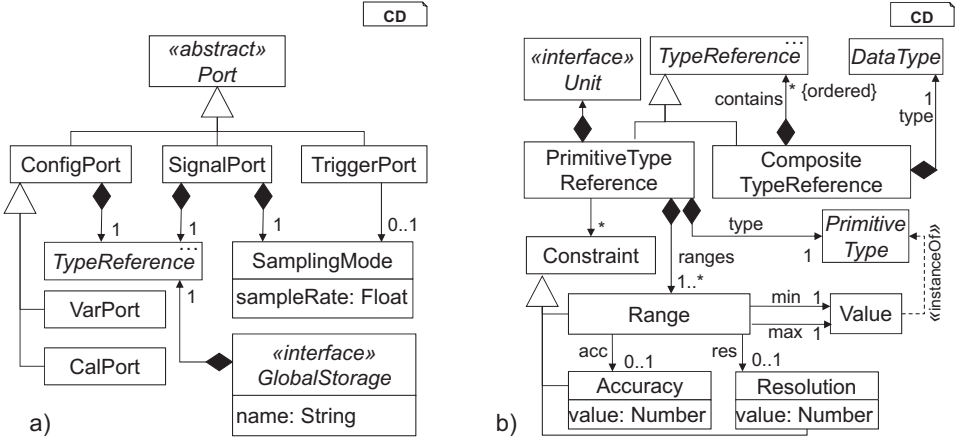 CD
«abstract»
Port
ConfigPort
SignalPort
TriggerPort
1
1
1
0..1
...
TypeReference
SamplingMode
sampleRate: Float
1
VarPort
CalPort
«interface»
GlobalStorage
name: String
a)
CD
«interface»
Unit
...
TypeReference
DataType
contains
* {ordered}
1
type
PrimitiveType
Reference
Composite
TypeReference
*
type
1
Primitive
Type
«instanceOf»
Constraint
ranges
1..*
Range
min 1
max 1
Value
acc
0..1
res
0..1
Accuracy
value: Number
Resolution
value: Number
b)